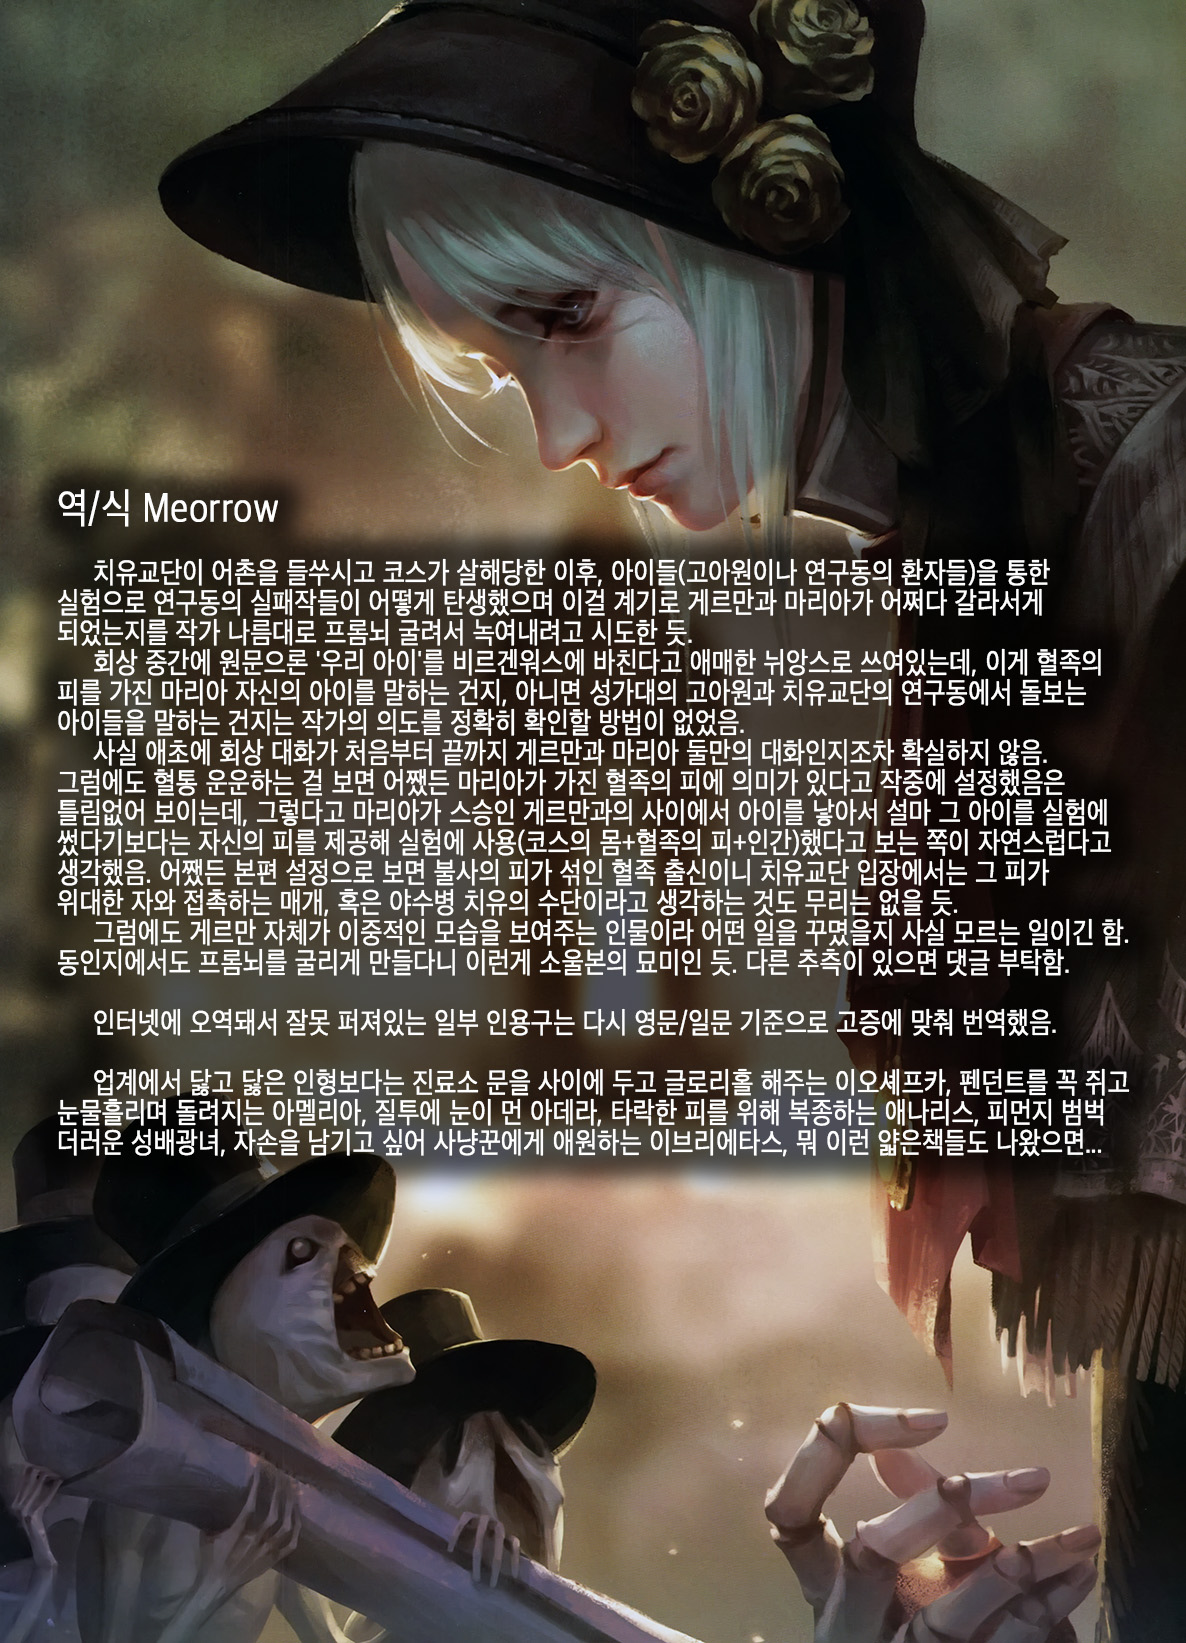 역/식 Meorrow
치유교단이 어촌을 들쑤시고 코스가 살해당한 이후, 아이들(고아원이나 연구동의 환자들)을 통한
실험으로 연구동의 실패작들이 어떻게 탄생했으며 이걸 계기로 게르만과 마리아가 어쩌다 갈라서게
되었는지를 작가 나름대로 프롬뇌 굴려서 녹여내려고 시도한 듯.
회상 중간에 원문으론 '우리 아이'를 비르겐워스에 바친다고 애매한 뉘앙스로 쓰여있는데, 이게 혈족의
피를 가진 마리아 자신의 아이를 말하는 건지, 아니면 성가대의 고아원과 치유교단의 연구동에서 돌보는
아이들을 말하는 건지는 작가의 의도를 정확히 확인할 방법이 없었음.
사실 애초에 회상 대화가 처음부터 끝까지 게르만과 마리아 둘만의 대화인지조차 확실하지 않음.
그럼에도 혈통 운운하는 걸 보면 어쨌든 마리아가 가진 혈족의 피에 의미가 있다고 작중에 설정했음은
틀림없어 보이는데, 그렇다고 마리아가 스승인 게르만과의 사이에서 아이를 낳아서 설마 그 아이를 실험에
썼다기보다는 자신의 피를 제공해 실험에 사용(코스의 몸+혈족의 피+인간)했다고 보는 쪽이 자연스럽다고
생각했음. 어쨌든 본편 설정으로 보면 불사의 피가 섞인 혈족 출신이니 치유교단 입장에서는 그 피가
위대한 자와 접촉하는 매개, 혹은 야수병 치유의 수단이라고 생각하는 것도 무리는 없을 듯.
그럼에도 게르만 자체가 이중적인 모습을 보여주는 인물이라 어떤 일을 꾸몄을지 사실 모르는 일이긴 함.
동인지에서도 프롬뇌를 굴리게 만들다니 이런게 소울본의 묘미인 듯. 다른 추측이 있으면 댓글 부탁함.
인터넷에 오역돼서 잘못 퍼져있는 일부 인용구는 다시 영문/일문 기준으로 고증에 맞춰 번역했음.
업계에서 닳고 닳은 인형보다는 진료소 문을 사이에 두고 글로리홀 해주는 이오셰프카, 펜던트를 꼭 쥐고
눈물흘리며 돌려지는 아멜리아, 질투에 눈이 먼 아데라, 타락한 피를 위해 복종하는 애나리스, 피먼지 범벅
더러운 성배광녀, 자손을 남기고 싶어 사냥꾼에게 애원하는 이브리에타스, 뭐 이런 얇은책들도 나왔으면...